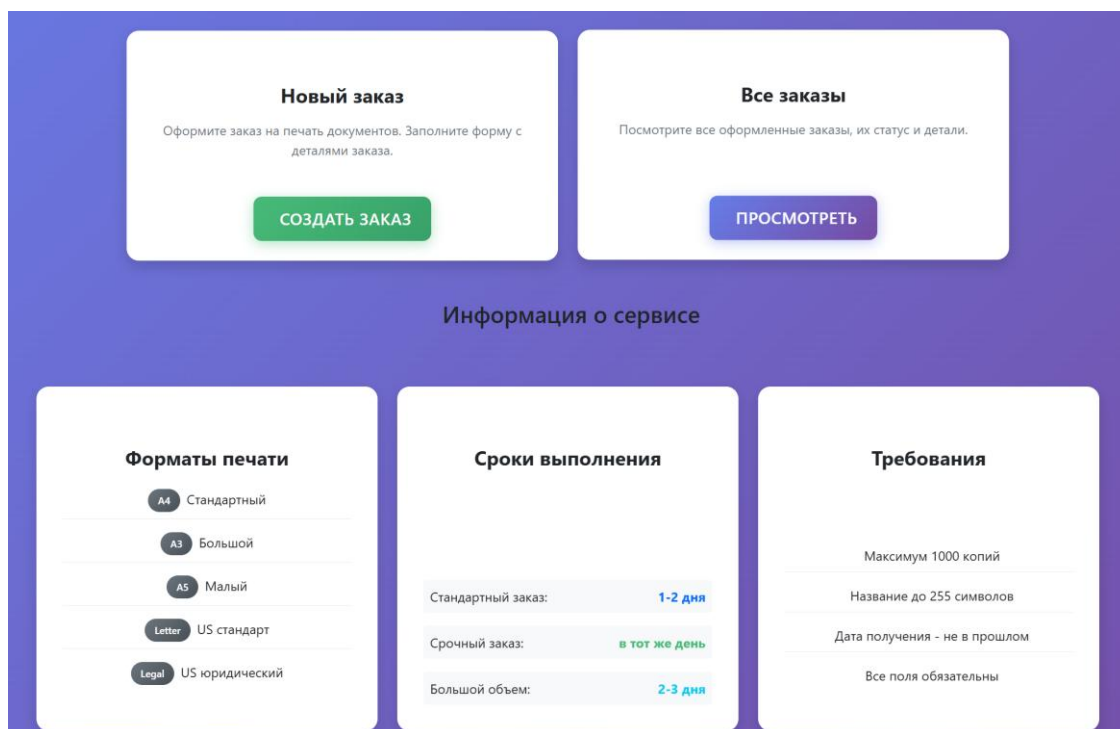 Новый заказ
Оформите заказ на печать документов. Заполните форму с
деталями заказа.
СОЗДАТЬ ЗАКАЗ
Все заказы
Посмотрите все оформленные заказы, их статус и детали.
ПРОСМОТРЕТЬ
Информация о сервисе
Форматы печати
A4 Стандартный
A3 Большой
A5 Малый
Letter US стандарт
Legal US юридический
Сроки выполнения
Стандартный заказ: 1-2 дня
Срочный заказ: в тот же день
Большой объем: 2-3 дня
Требования
Максимум 1000 копий
Название до 255 символов
Дата получения - не в прошлом
Все поля обязательны